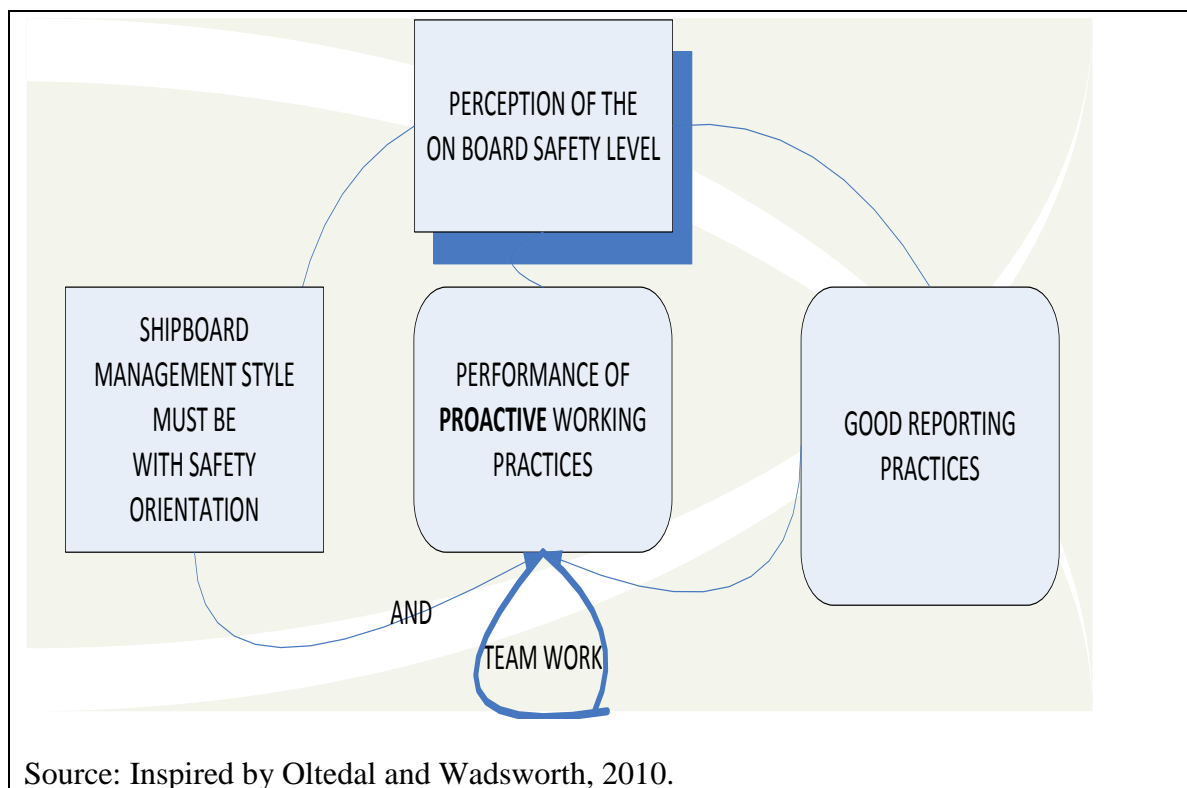 PERCEPTION OF THE
ON BOARD SAFETY LEVEL
SHIPBOARD
MANAGEMENT STYLE
MUST BE
WITH SAFETY
ORIENTATION
PERFORMANCE OF
PROACTIVE WORKING
PRACTICES
GOOD REPORTING
PRACTICES
AND
TEAM WORK
Source: Inspired by Oltedal and Wadsworth, 2010.